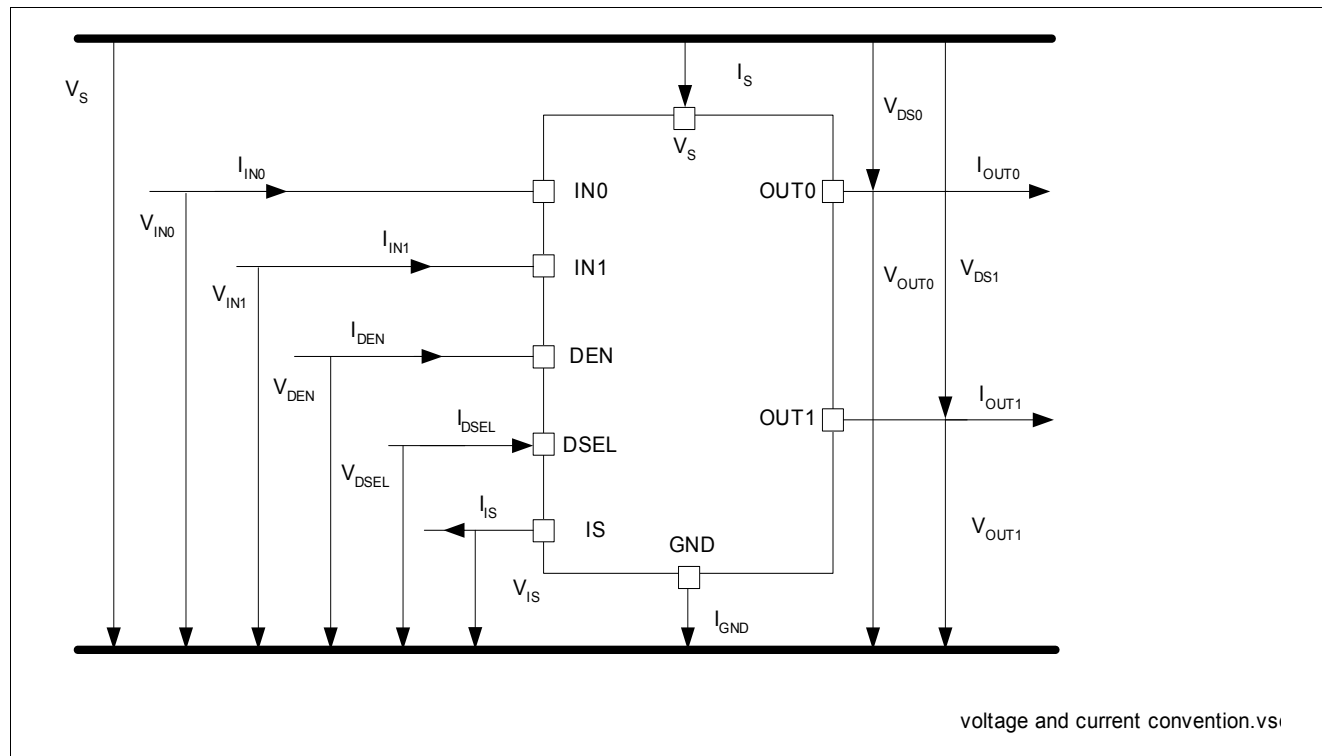 V_S
I_S
V_DS0
V_S
I_IN0
IN0
OUT0
I_OUT0
V_IN0
I_IN1
IN1
V_IN1
V_OUT0
V_DS1
I_DEN
DEN
V_DEN
I_DSEL
DSEL
OUT1
I_OUT1
V_DSEL
I_IS
IS
GND
V_OUT1
V_IS
I_GND
voltage and current convention.vs